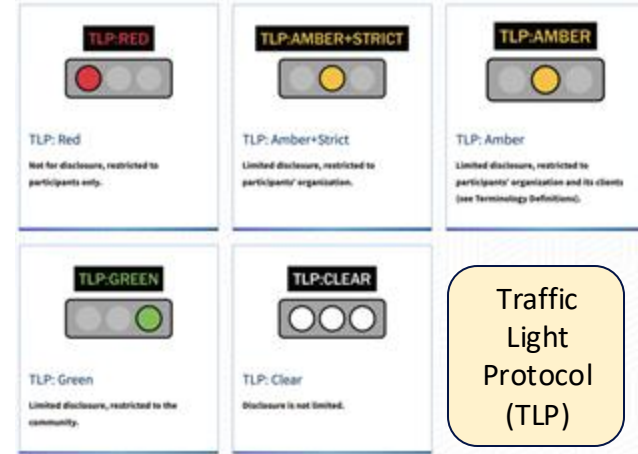 TLP:RED
TLP: Red
Not for disclosure, restricted to
participants only.
TLP:AMBER+STRICT
TLP: Amber+Strict
Limited disclosure, restricted to
participants' organization.
TLP:AMBER
TLP: Amber
Limited disclosure, restricted to
participants' organization and its clients
(see Terminology Definitions).
TLP:GREEN
TLP: Green
Limited disclosure, restricted to the
community.
TLP:CLEAR
TLP: Clear
Disclosure is not limited.
Traffic
Light
Protocol
(TLP)